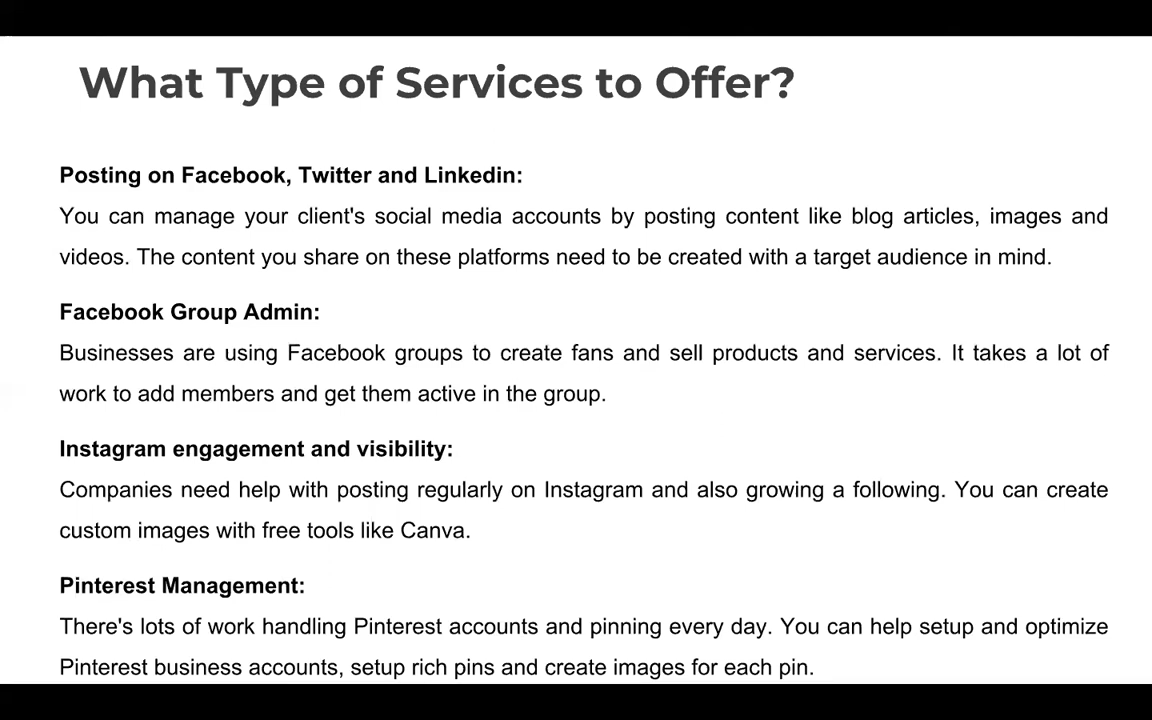 What Type of Services to Offer?
Posting on Facebook, Twitter and Linkedin:
You can manage your client's social media accounts by posting content like blog articles, images and
videos. The content you share on these platforms need to be created with a target audience in mind.
Facebook Group Admin:
Businesses are using Facebook groups to create fans and sell products and services. It takes a lot of
work to add members and get them active in the group.
Instagram engagement and visibility:
Companies need help with posting regularly on Instagram and also growing a following. You can create
custom images with free tools like Canva.
Pinterest Management:
There's lots of work handling Pinterest accounts and pinning every day. You can help setup and optimize
Pinterest business accounts, setup rich pins and create images for each pin.